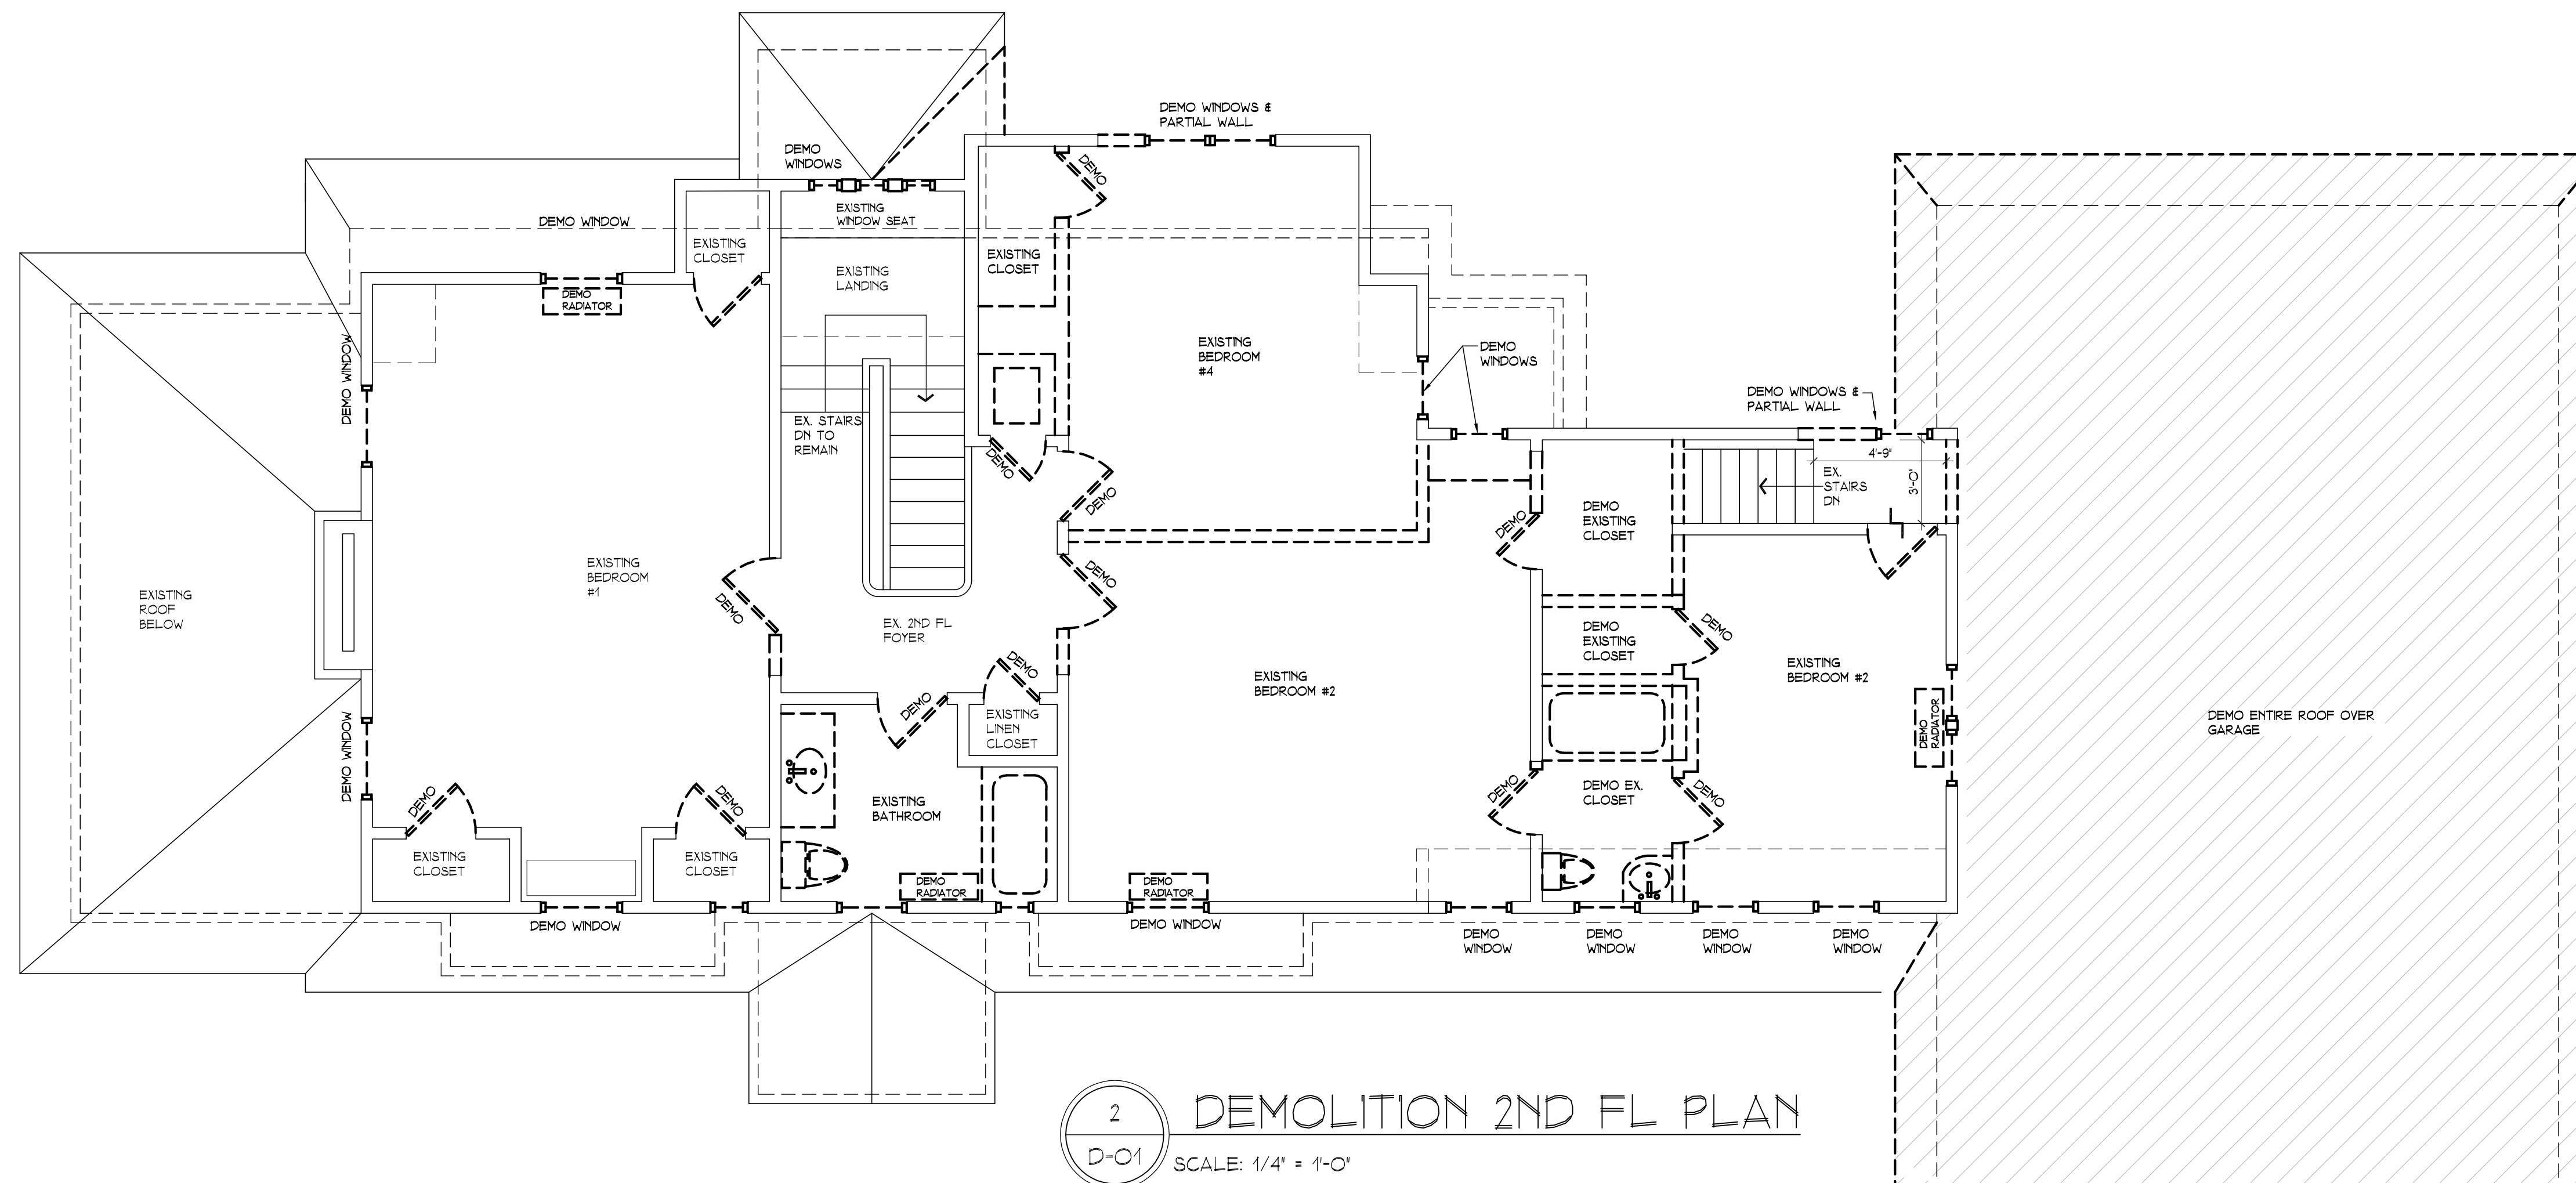 DEMO WINDOWS &
PARTIAL WALL
DEMO
WINDOWS
DEMO
EXISTING
WINDOW SEAT
DEMO WINDOW
EXISTING
CLOSET
EXISTING
CLOSET
EXISTING
LANDING
DEMO
RADIATOR
DEMO WINDOW
EXISTING
BEDROOM
#4
DEMO
WINDOWS
DEMO WINDOWS &
PARTIAL WALL
EX. STAIRS
DN TO
REMAIN
DEMO
DEMO
4'-9"
3'-0"
EX.
STAIRS
DN
DEMO
EXISTING
CLOSET
DEMO
EXISTING
BEDROOM
#1
DEMO
DEMO
EXISTING
ROOF
BELOW
EX. 2ND FL
FOYER
DEMO
EXISTING
CLOSET
DEMO
DEMO
EXISTING
BEDROOM #2
EXISTING
BEDROOM #2
DEMO
EXISTING
LINEN
CLOSET
DEMO
RADIATOR
DEMO ENTIRE ROOF OVER
GARAGE
DEMO WINDOW
DEMO
DEMO
EXISTING
BATHROOM
DEMO
DEMO EX.
CLOSET
DEMO
EXISTING
CLOSET
EXISTING
CLOSET
DEMO
RADIATOR
DEMO
RADIATOR
DEMO WINDOW
DEMO WINDOW
DEMO
WINDOW
DEMO
WINDOW
DEMO
WINDOW
DEMO
WINDOW
2
D-01
DEMOLITION 2ND FL PLAN
SCALE: 1/4" = 1'-0"